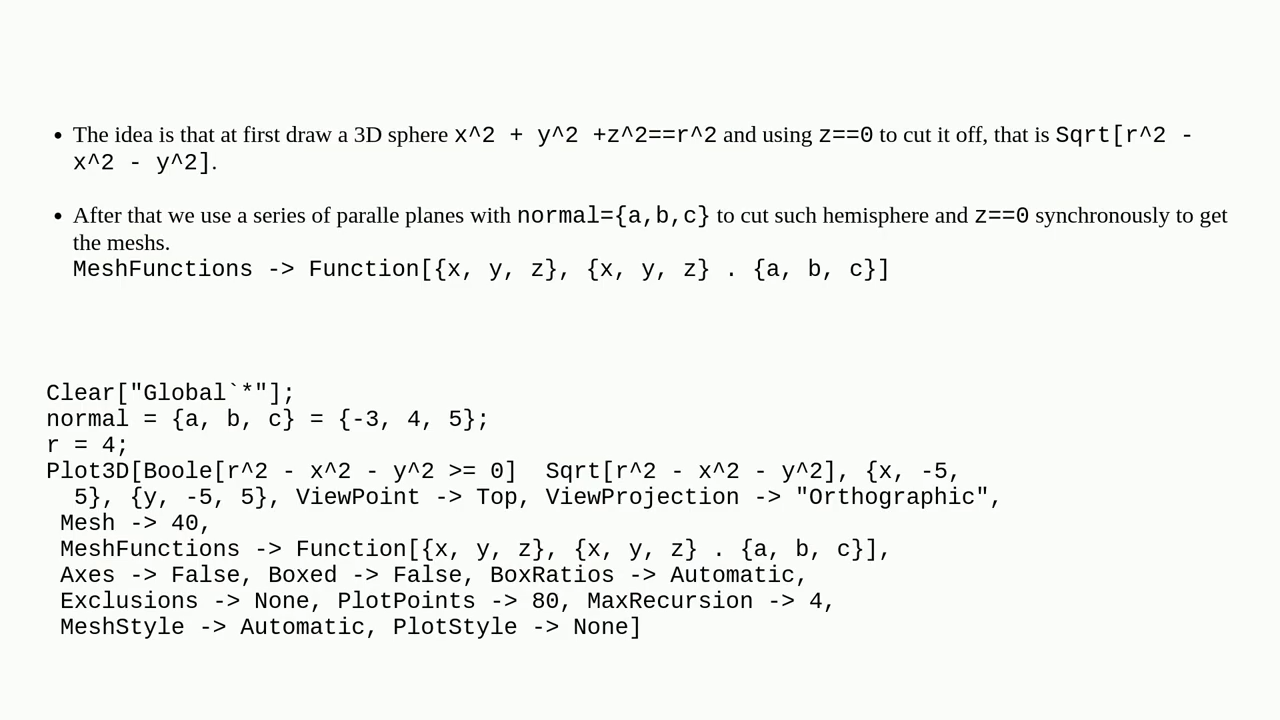 • The idea is that at first draw a 3D sphere x^2 + y^2 +z^2==r^2 and using z==0 to cut it off, that is Sqrt[r^2 -
x^2 - y^2].
• After that we use a series of paralle planes with normal={a,b,c} to cut such hemisphere and z==0 synchronously to get
the meshs.
MeshFunctions -> Function[{x, y, z}, {x, y, z} . {a, b, c}]
Clear["Global`*"];
normal = {a, b, c} = {-3, 4, 5};
r = 4;
Plot3D[Boole[r^2 - x^2 - y^2 >= 0]  Sqrt[r^2 - x^2 - y^2], {x, -5,
  5}, {y, -5, 5}, ViewPoint -> Top, ViewProjection -> "Orthographic",
 Mesh -> 40,
 MeshFunctions -> Function[{x, y, z}, {x, y, z} . {a, b, c}],
 Axes -> False, Boxed -> False, BoxRatios -> Automatic,
 Exclusions -> None, PlotPoints -> 80, MaxRecursion -> 4,
 MeshStyle -> Automatic, PlotStyle -> None]